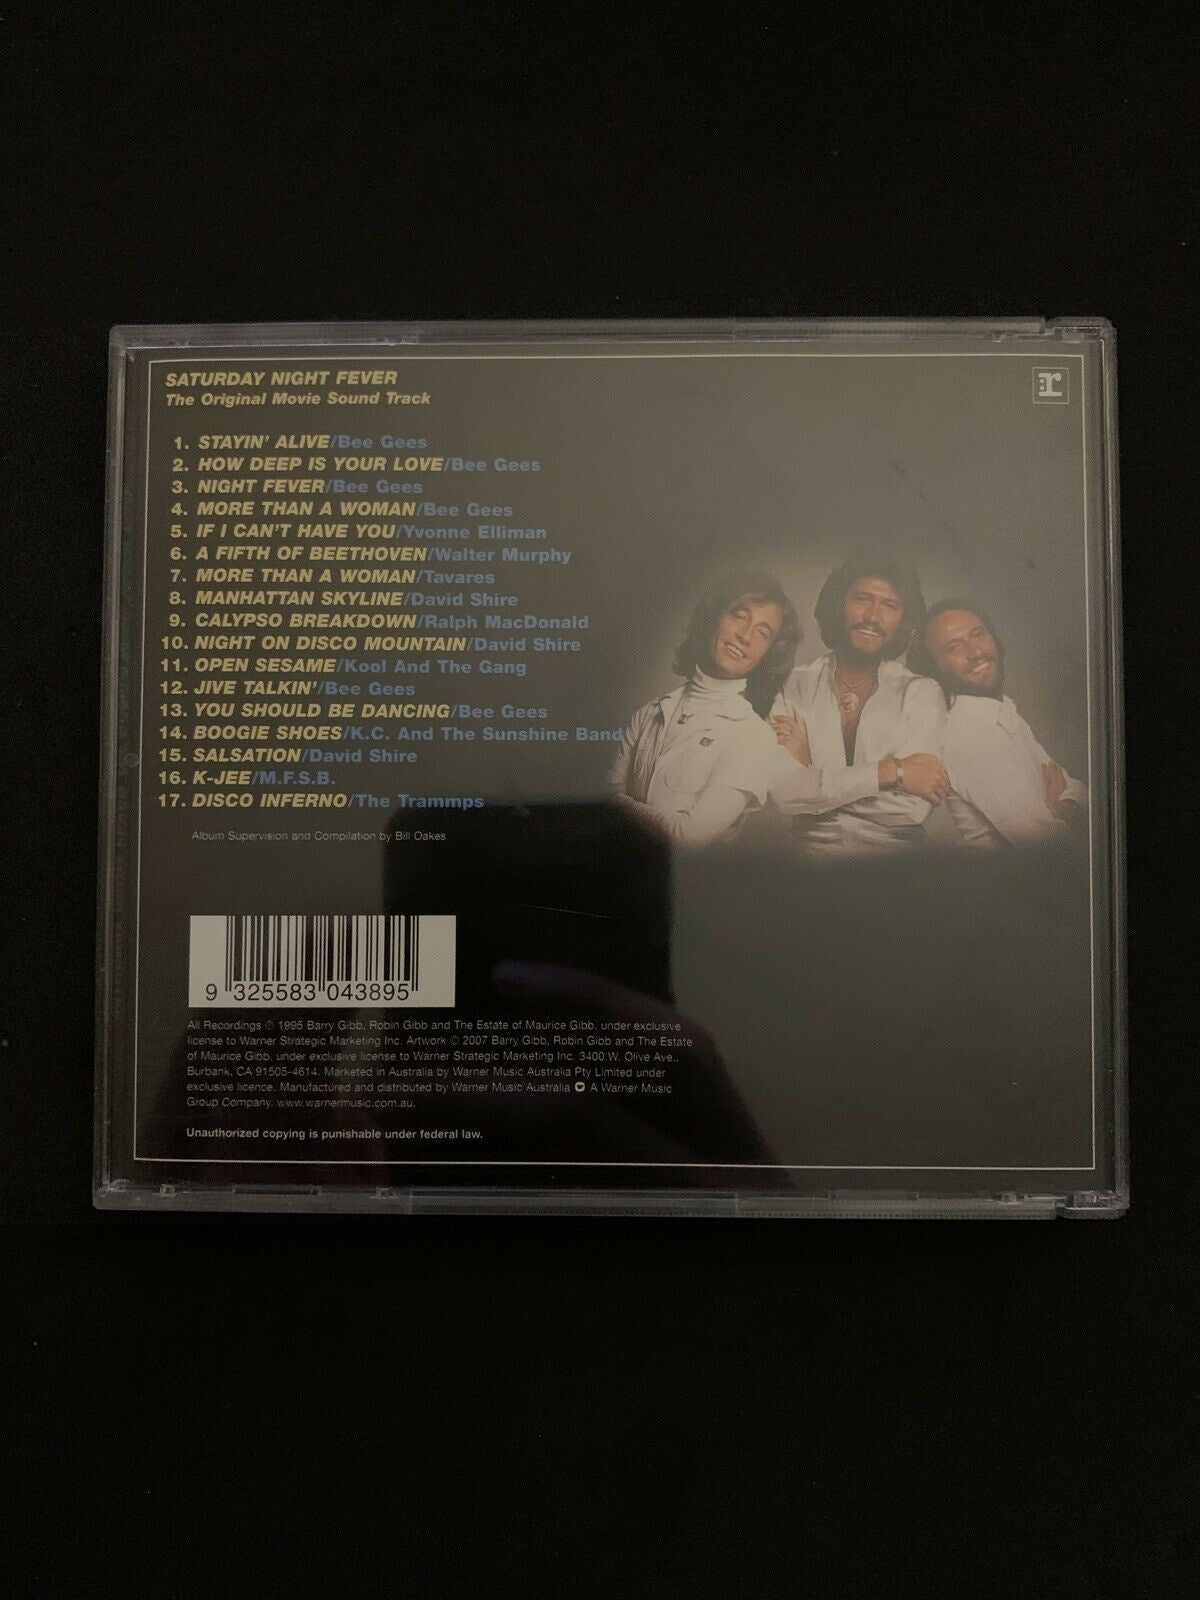 SATURDAY NIGHT FEVER
The Original Movie Sound Track
r
1. STAYIN' ALIVE/Bee Gees
2. HOW DEEP IS YOUR LOVE/Bee Gees
3. NIGHT FEVER/Bee Gees
4. MORE THAN A WOMAN/Bee Gees
5. IF I CAN'T HAVE YOU/Yvonne Elliman
6. A FIFTH OF BEETHOVEN/Walter Murphy
7. MORE THAN A WOMAN/Tavares
8. MANHATTAN SKYLINE/David Shire
9. CALYPSO BREAKDOWN/Ralph MacDonald
10. NIGHT ON DISCO MOUNTAIN/David Shire
11. OPEN SESAME/Kool And The Gang
12. JIVE TALKIN'/Bee Gees
13. YOU SHOULD BE DANCING/Bee Gees
14. BOOGIE SHOES/K.C. And The Sunshine Band
15. SALSATION/David Shire
16. K-JEE/M.F.S.B.
17. DISCO INFERNO/The Trammps
Album Supervision and Compilation by Bill Oakes
9 325583 043895
All Recordings ℗ 1995 Barry Gibb, Robin Gibb and The Estate of Maurice Gibb, under exclusive
license to Warner Strategic Marketing Inc. Artwork © 2007 Barry Gibb, Robin Gibb and The Estate
of Maurice Gibb, under exclusive license to Warner Strategic Marketing Inc. 3400 W. Olive Ave.,
Burbank, CA 91505-4614. Marketed in Australia by Warner Music Australia Pty Limited under
exclusive licence. Manufactured and distributed by Warner Music Australia A Warner Music
Group Company. www.warnermusic.com.au.
Unauthorized copying is punishable under federal law.